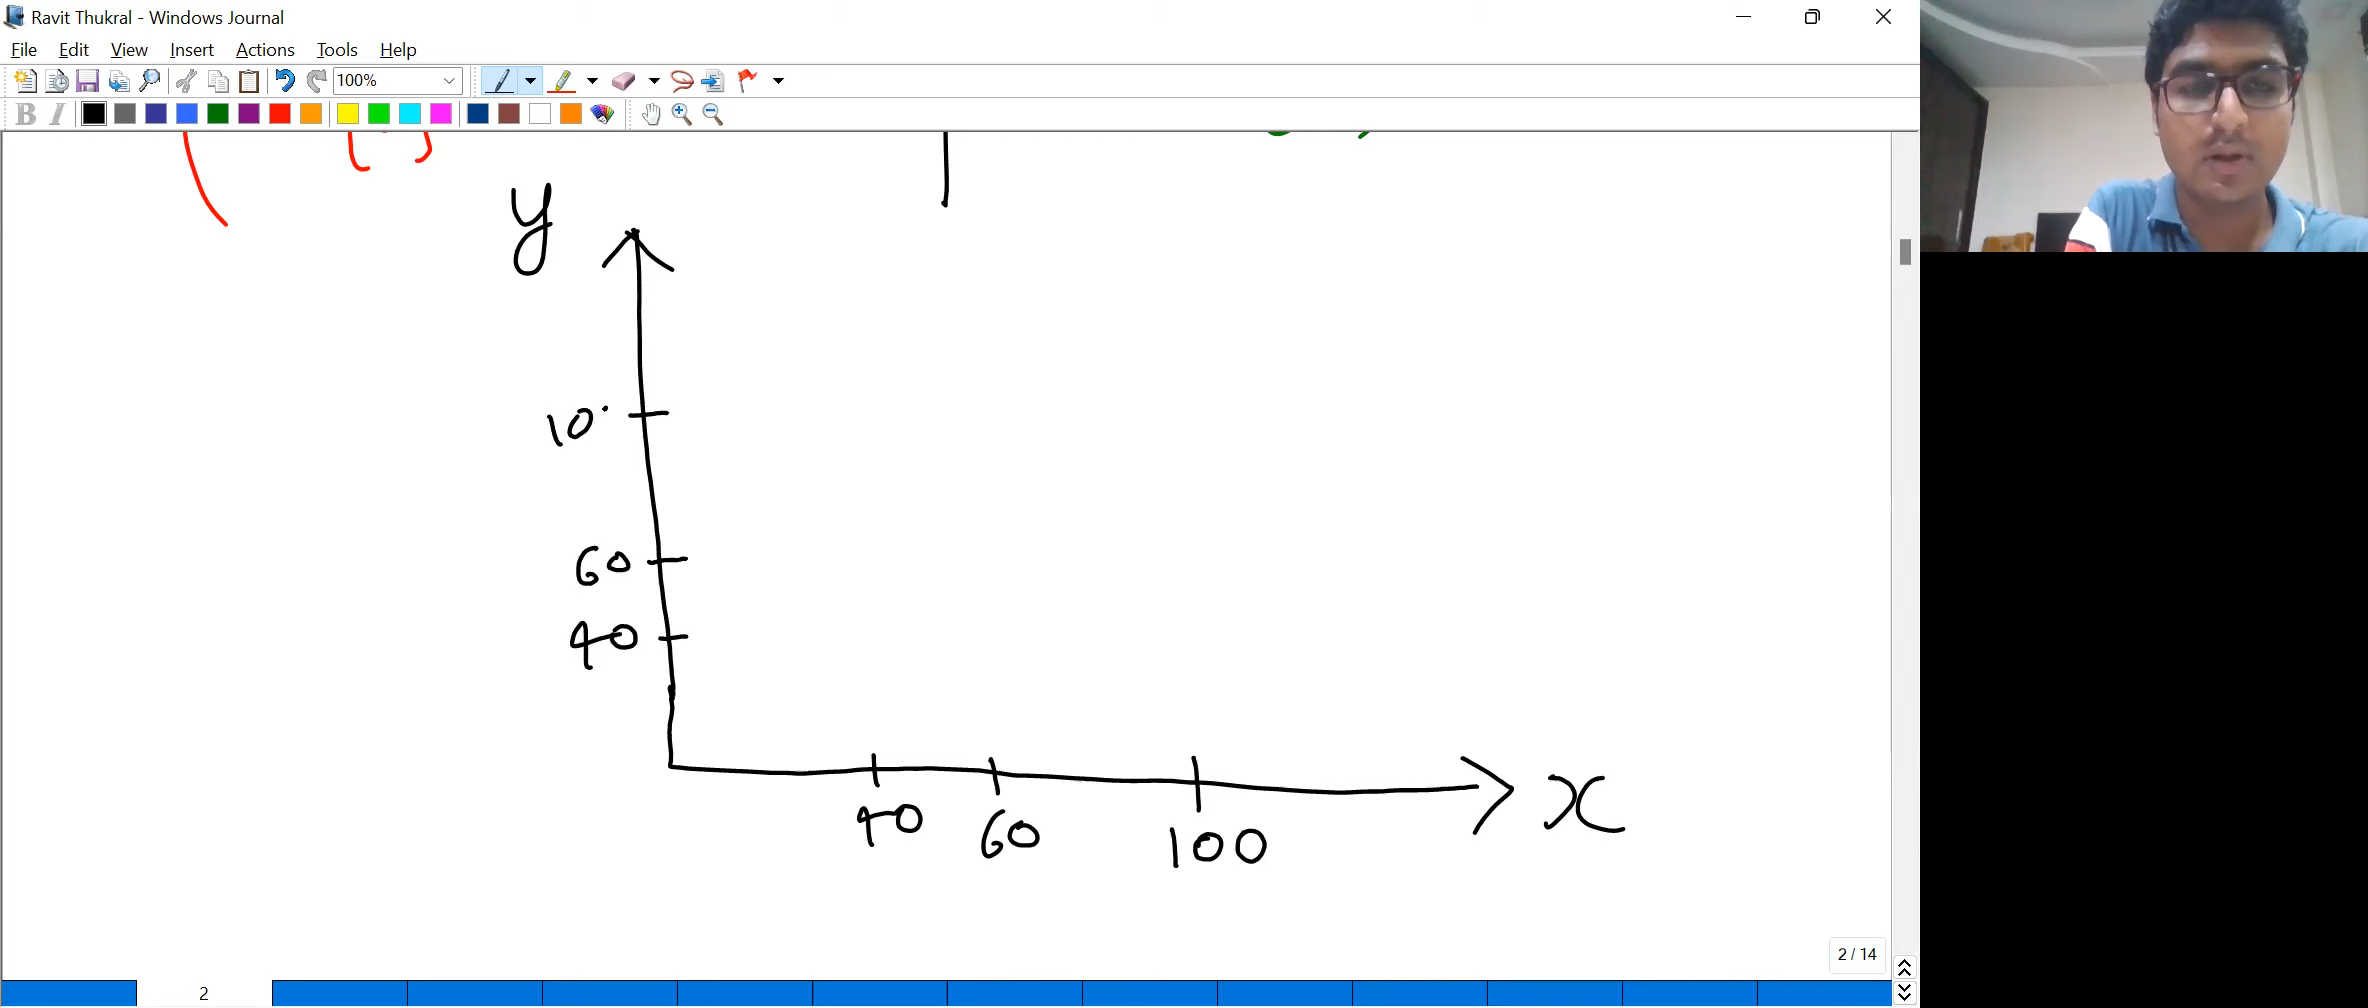 Ravit Thukral - Windows Journal
File Edit View Insert Actions Tools Help
100%
B I
y
10
60
40
40 60 100
x
2 / 14
2